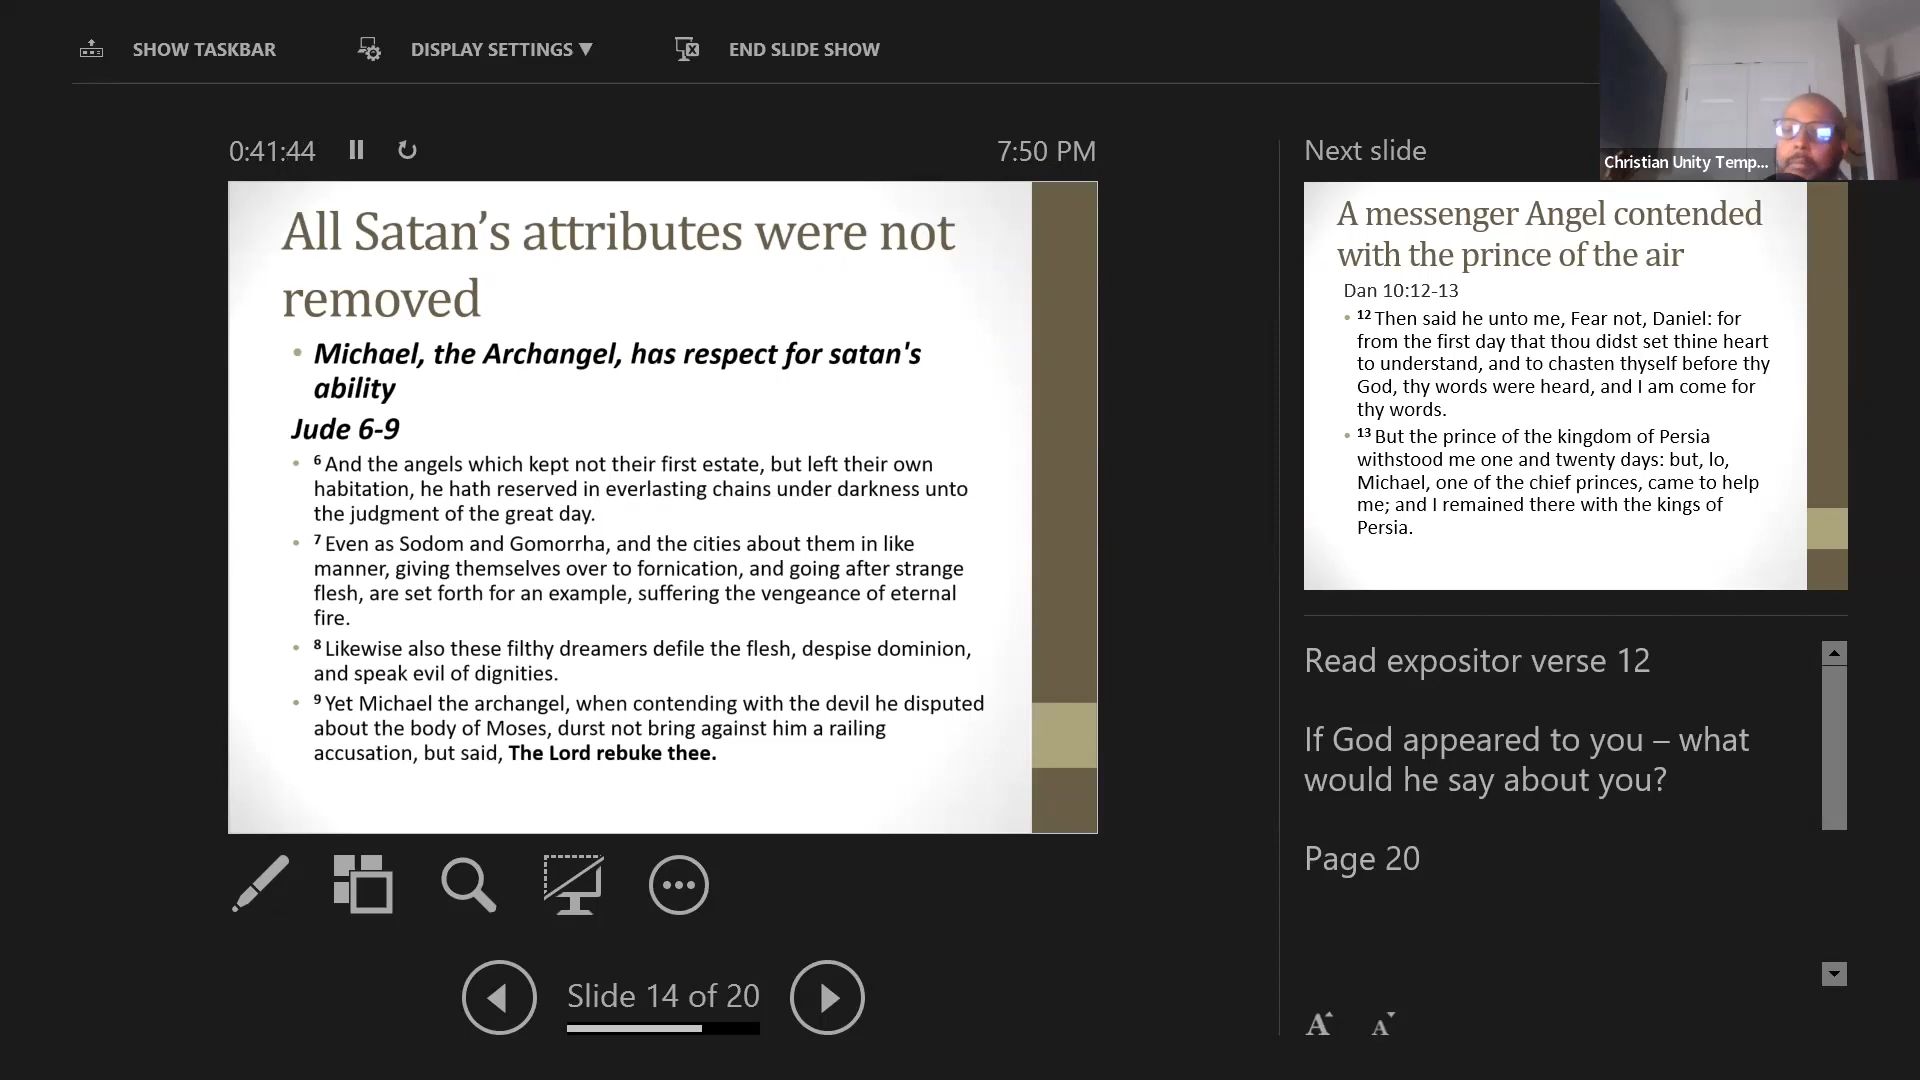 SHOW TASKBAR
DISPLAY SETTINGS ▼
END SLIDE SHOW
Christian Unity Temp...
0:41:44
7:50 PM
All Satan’s attributes were not
removed
• Michael, the Archangel, has respect for satan's
ability
Jude 6-9
• 6 And the angels which kept not their first estate, but left their own
habitation, he hath reserved in everlasting chains under darkness unto
the judgment of the great day.
• 7 Even as Sodom and Gomorrha, and the cities about them in like
manner, giving themselves over to fornication, and going after strange
flesh, are set forth for an example, suffering the vengeance of eternal
fire.
• 8 Likewise also these filthy dreamers defile the flesh, despise dominion,
and speak evil of dignities.
• 9 Yet Michael the archangel, when contending with the devil he disputed
about the body of Moses, durst not bring against him a railing
accusation, but said, The Lord rebuke thee.
Slide 14 of 20
Next slide
A messenger Angel contended
with the prince of the air
Dan 10:12-13
• 12 Then said he unto me, Fear not, Daniel: for
from the first day that thou didst set thine heart
to understand, and to chasten thyself before thy
God, thy words were heard, and I am come for
thy words.
• 13 But the prince of the kingdom of Persia
withstood me one and twenty days: but, lo,
Michael, one of the chief princes, came to help
me; and I remained there with the kings of
Persia.
Read expositor verse 12
If God appeared to you – what
would he say about you?
Page 20
A A